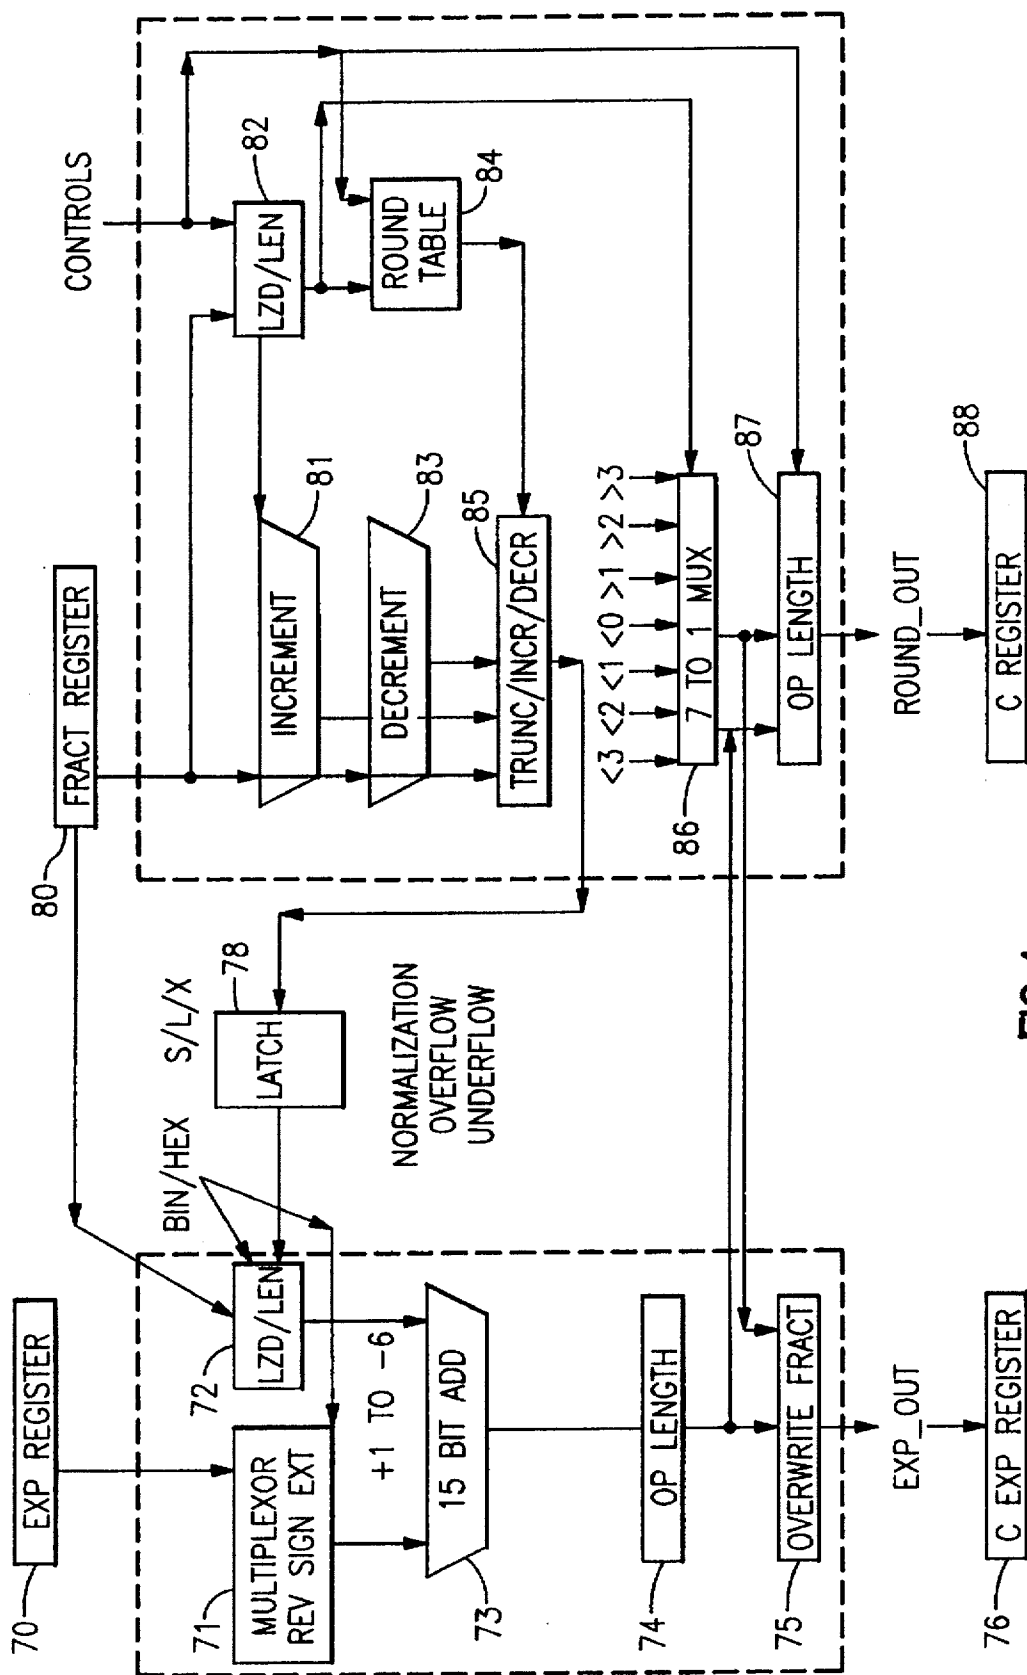 70
EXP REGISTER
80
FRACT REGISTER
CONTROLS
71
MULTIPLEXOR
REV SIGN EXT
72
LZD/LEN
BIN/HEX
S/L/X
LATCH
78
LZD/LEN
82
+1 TO -6
NORMALIZATION
OVERFLOW
UNDERFLOW
INCREMENT
81
ROUND
TABLE
84
15 BIT ADD
73
DECREMENT
83
TRUNC/INCR/DECR
85
<3 <2 <1 <0 >1 >2 >3
74
OP LENGTH
86
7 TO 1 MUX
75
OVERWRITE FRACT
OP LENGTH
87
EXP_OUT
ROUND_OUT
76
C EXP REGISTER
C REGISTER
88